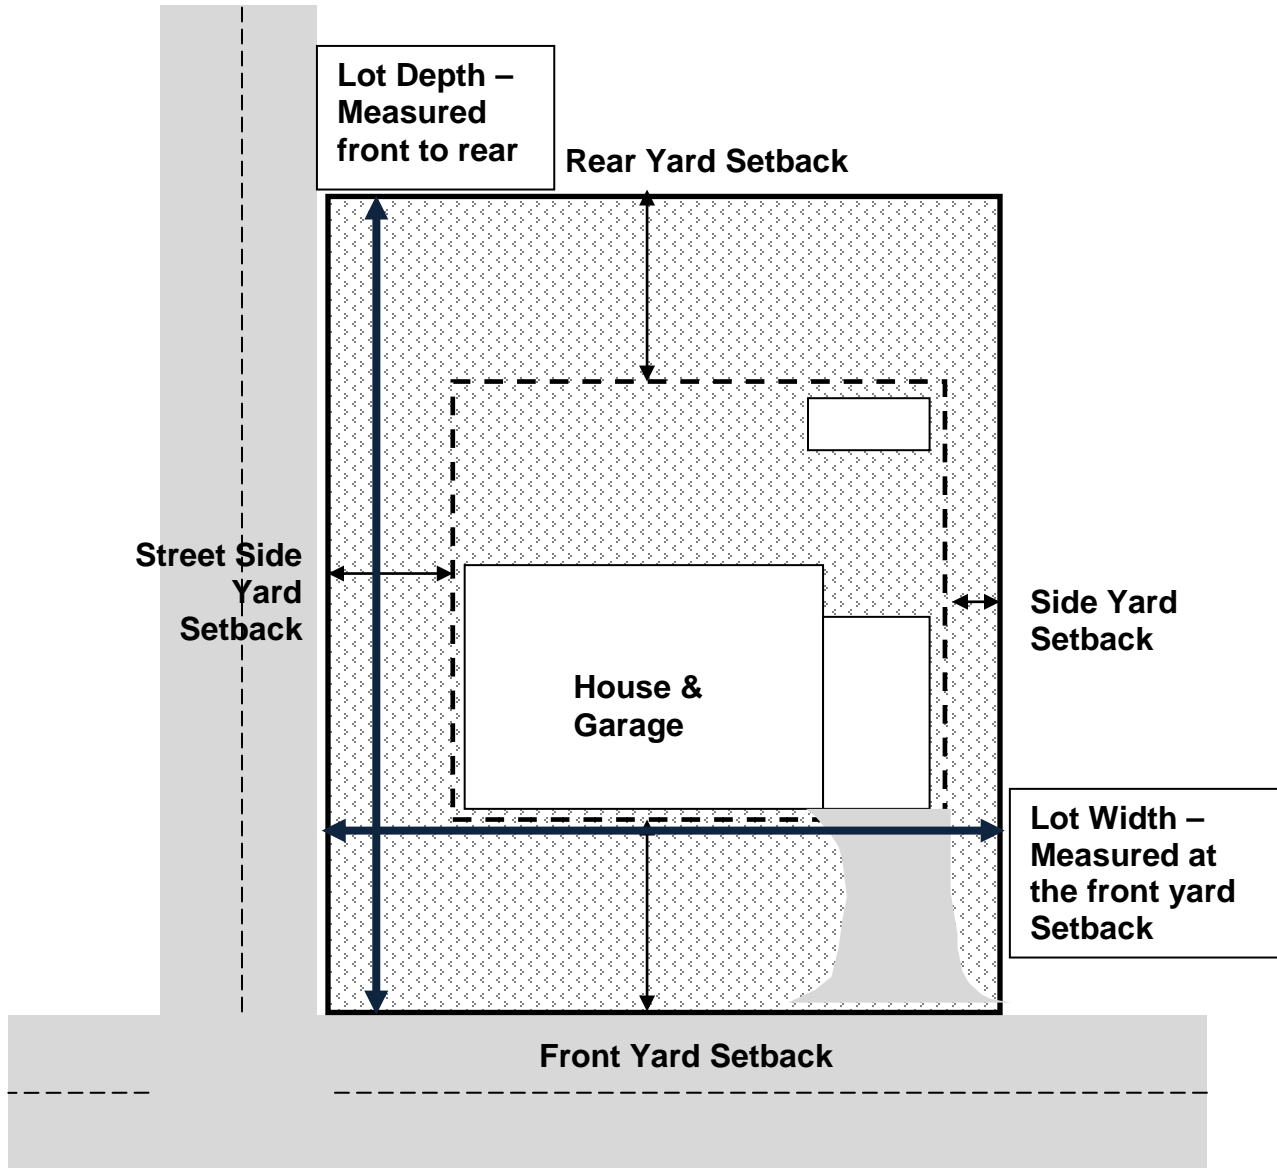 Lot Depth –
Measured
front to rear
Rear Yard Setback
Street Side
Yard
Setback
Side Yard
Setback
House &
Garage
Lot Width –
Measured at
the front yard
Setback
Front Yard Setback